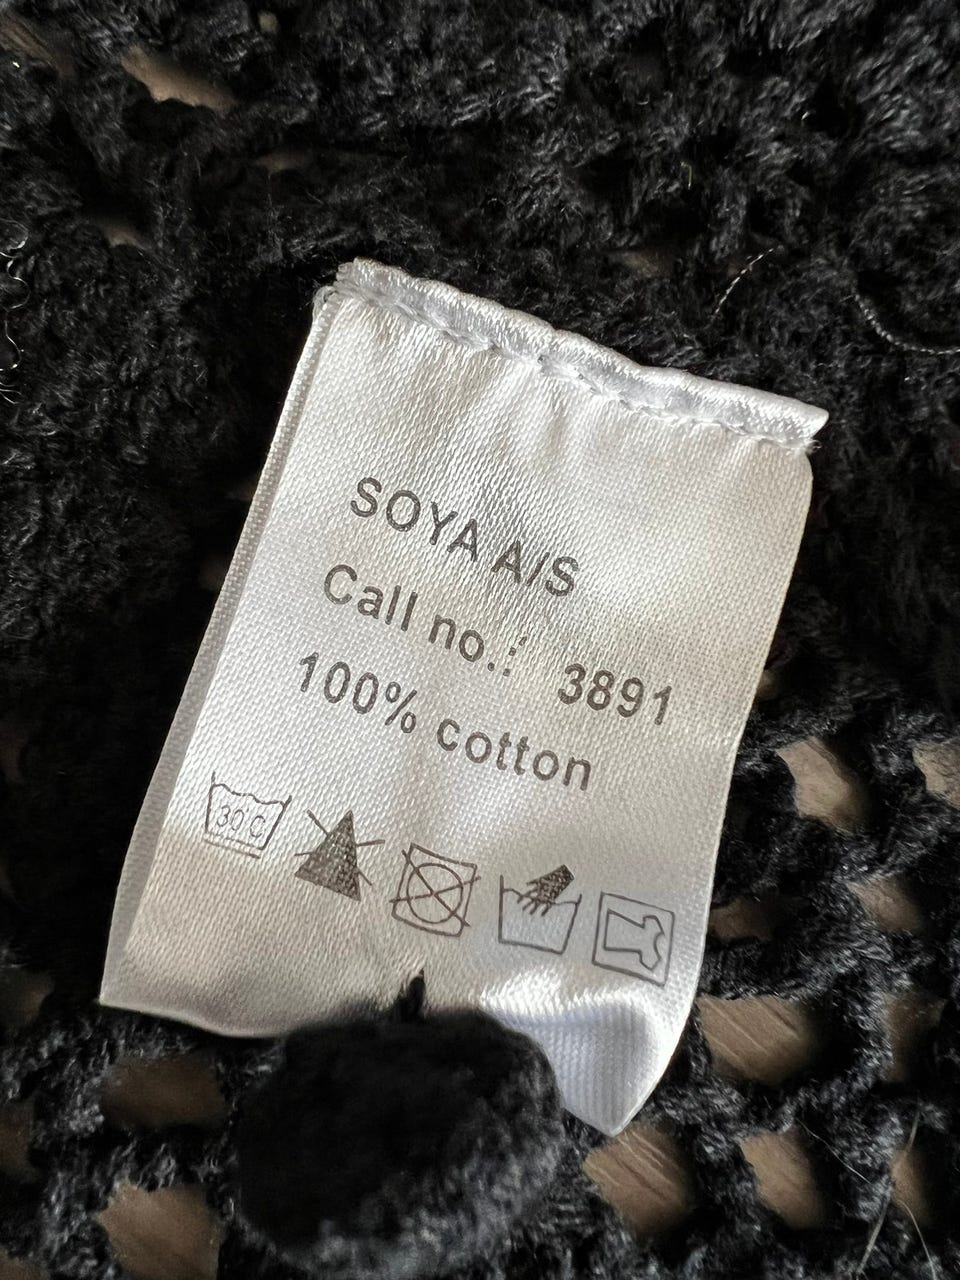 SOYA A/S
Call no.: 3891
100% cotton
30 C